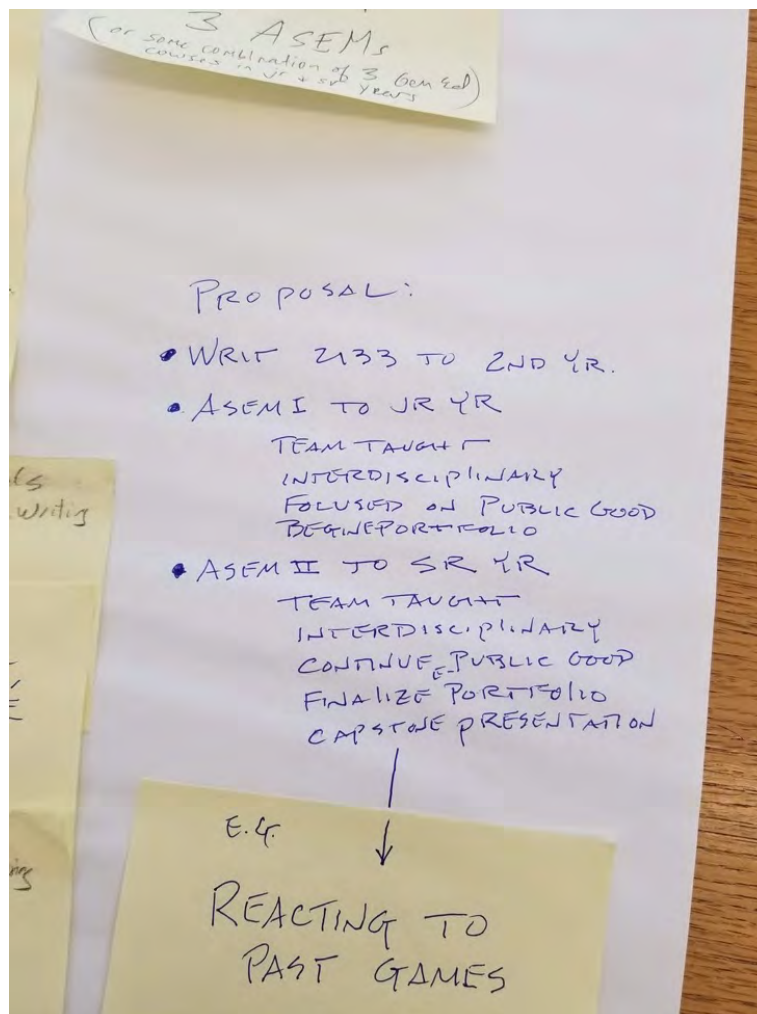 3 ASEMs
(or some combination of 3 Gen Ed)
courses in jr + sr years
PROPOSAL:
• WRIT 2133 TO 2ND YR.
• ASEM I TO JR YR
TEAM TAUGHT
INTERDISCIPLINARY
FOCUSED ON PUBLIC GOOD
BEGIN EPORTFOLIO
• ASEM II TO SR YR
TEAM TAUGHT
INTERDISCIPLINARY
CONTINUE PUBLIC GOOD
FINALIZE E-PORTFOLIO
CAPSTONE PRESENTATION
E.G.
REACTING TO
PAST GAMES
Writing